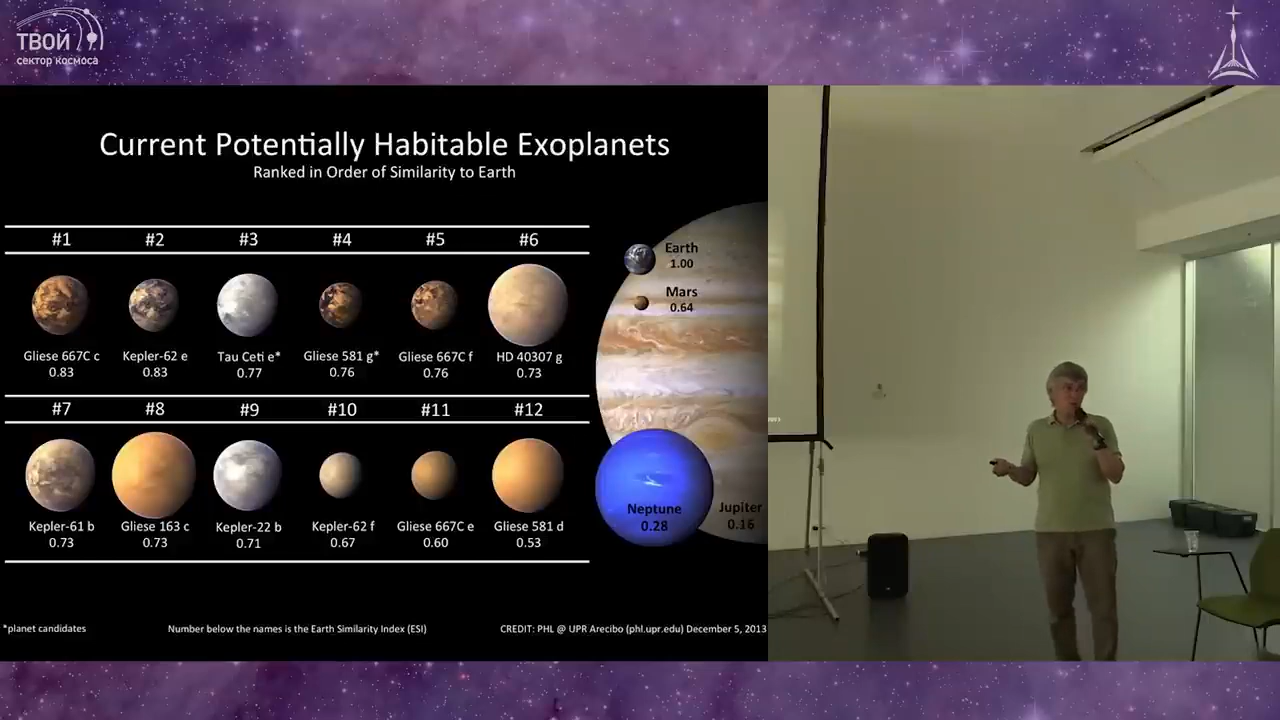 ТВОЙ
сектор космоса
Current Potentially Habitable Exoplanets
Ranked in Order of Similarity to Earth
#1 #2 #3 #4 #5 #6
Gliese 667C c Kepler-62 e Tau Ceti e* Gliese 581 g* Gliese 667C f HD 40307 g
0.83 0.83 0.77 0.76 0.76 0.73
#7 #8 #9 #10 #11 #12
Kepler-61 b Gliese 163 c Kepler-22 b Kepler-62 f Gliese 667C e Gliese 581 d
0.73 0.73 0.71 0.67 0.60 0.53
Earth
1.00
Mars
0.64
Neptune
0.28
Jupiter
0.16
*planet candidates Number below the names is the Earth Similarity Index (ESI) CREDIT: PHL @ UPR Arecibo (phl.upr.edu) December 5, 2013